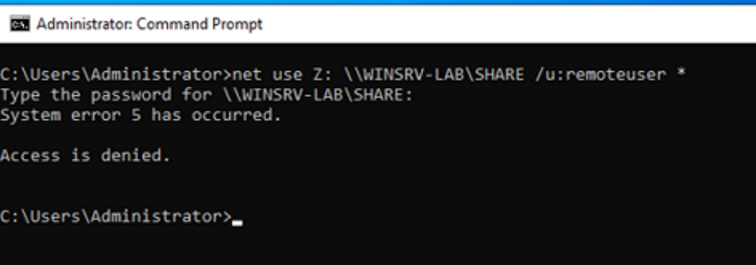 Administrator: Command Prompt
C:\Users\Administrator>net use Z: \\WINSRV-LAB\SHARE /u:remoteuser *
Type the password for \\WINSRV-LAB\SHARE:
System error 5 has occurred.
Access is denied.
C:\Users\Administrator>